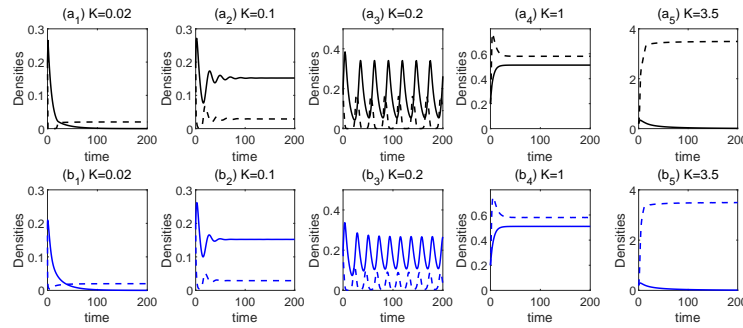 (a₁) K=0.02
(a₂) K=0.1
(a₃) K=0.2
(a₄) K=1
(a₅) K=3.5
Densities
0.3
0.2
0.1
0
0
100
200
time
Densities
0.3
0.2
0.1
0
0
100
200
time
Densities
0.4
0.2
0
0
100
200
time
Densities
0.6
0.4
0.2
0
0
100
200
time
Densities
4
2
0
0
100
200
time
(b₁) K=0.02
(b₂) K=0.1
(b₃) K=0.2
(b₄) K=1
(b₅) K=3.5
Densities
0.3
0.2
0.1
0
0
100
200
time
Densities
0.3
0.2
0.1
0
0
100
200
time
Densities
0.4
0.2
0
0
100
200
time
Densities
0.6
0.4
0.2
0
0
100
200
time
Densities
4
2
0
0
100
200
time